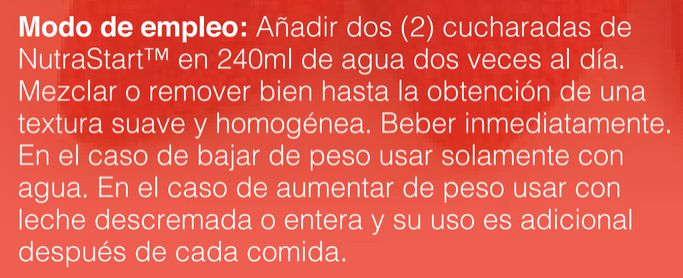 Modo de empleo: Añadir dos (2) cucharadas de
NutraStart™ en 240ml de agua dos veces al día.
Mezclar o remover bien hasta la obtención de una
textura suave y homogénea. Beber inmediatamente.
En el caso de bajar de peso usar solamente con
agua. En el caso de aumentar de peso usar con
leche descremada o entera y su uso es adicional
después de cada comida.